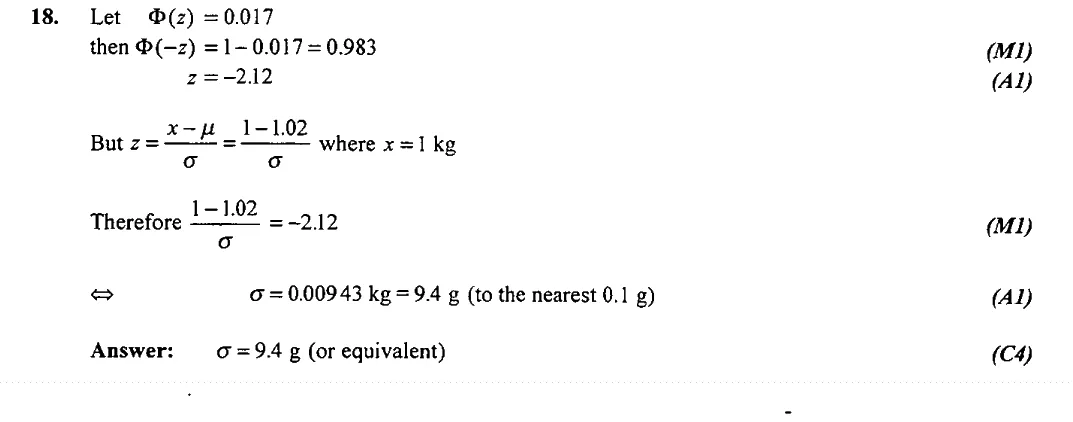 18. Let Φ(z) = 0.017
then Φ(−z) = 1 − 0.017 = 0.983 (M1)
z = −2.12 (A1)
But z = x − μ / σ = 1 − 1.02 / σ where x = 1 kg
Therefore 1 − 1.02 / σ = −2.12 (M1)
⇔ σ = 0.00943 kg = 9.4 g (to the nearest 0.1 g) (A1)
Answer: σ = 9.4 g (or equivalent) (C4)